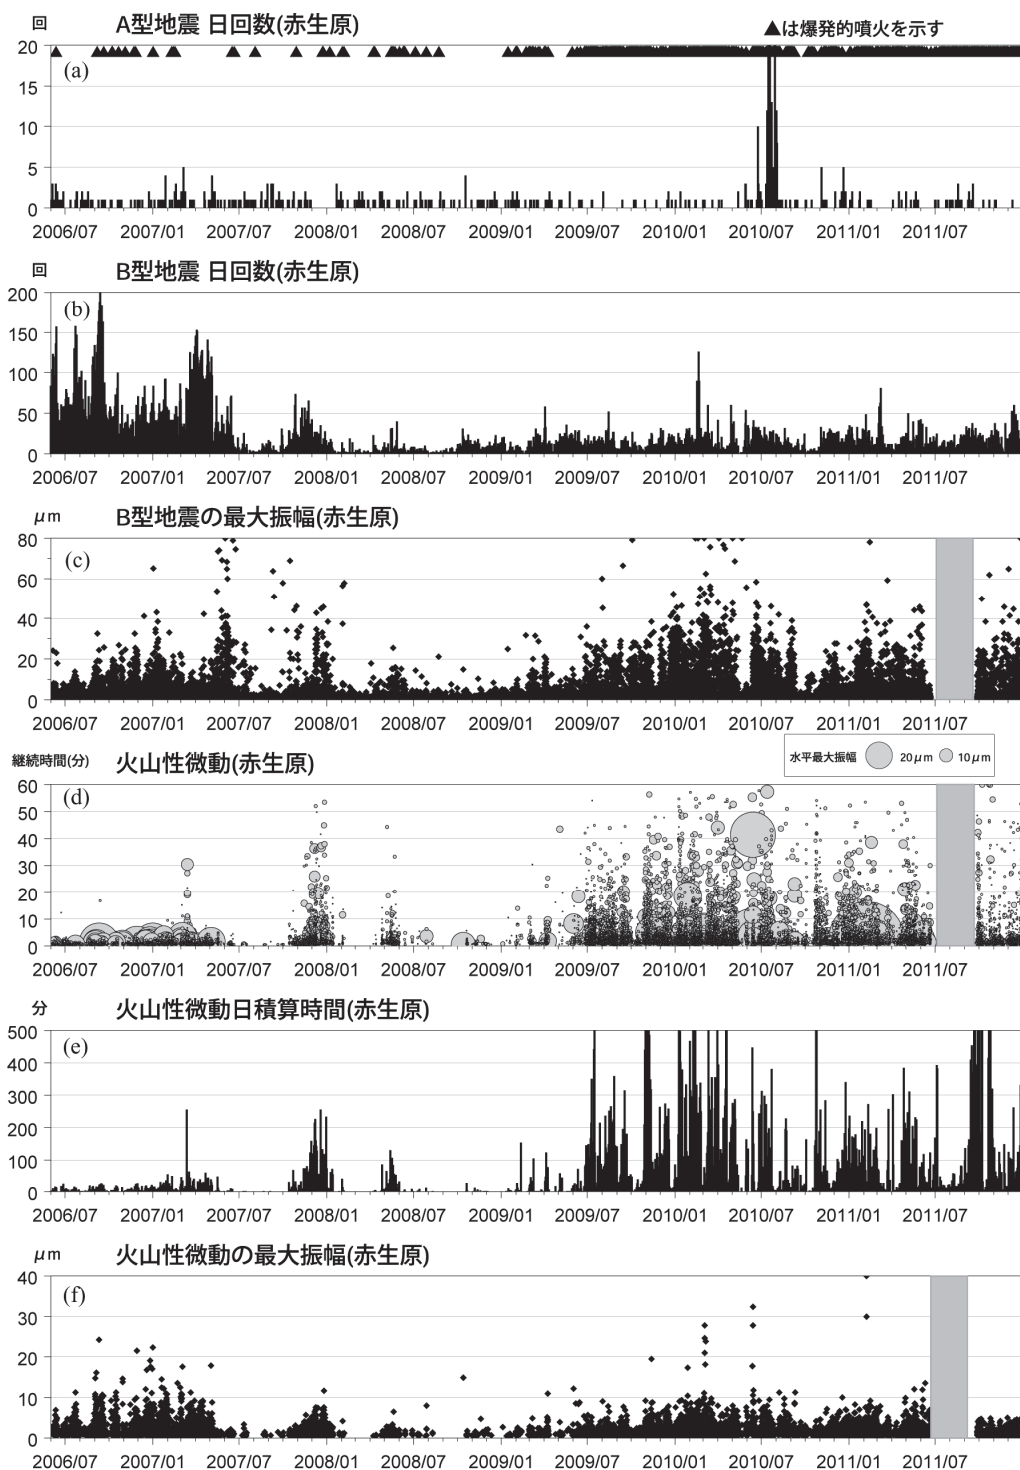 回 A型地震 日回数(赤生原) ▲は爆発的噴火を示す
(a)
20
15
10
5
0
2006/07 2007/01 2007/07 2008/01 2008/07 2009/01 2009/07 2010/01 2010/07 2011/01 2011/07
回 B型地震 日回数(赤生原)
(b)
200
150
100
50
0
2006/07 2007/01 2007/07 2008/01 2008/07 2009/01 2009/07 2010/01 2010/07 2011/01 2011/07
μm B型地震の最大振幅(赤生原)
(c)
80
60
40
20
0
2006/07 2007/01 2007/07 2008/01 2008/07 2009/01 2009/07 2010/01 2010/07 2011/01 2011/07
継続時間(分) 火山性微動(赤生原) 水平最大振幅 20μm 10μm
(d)
60
50
40
30
20
10
0
2006/07 2007/01 2007/07 2008/01 2008/07 2009/01 2009/07 2010/01 2010/07 2011/01 2011/07
分 火山性微動日積算時間(赤生原)
(e)
500
400
300
200
100
0
2006/07 2007/01 2007/07 2008/01 2008/07 2009/01 2009/07 2010/01 2010/07 2011/01 2011/07
μm 火山性微動の最大振幅(赤生原)
(f)
40
30
20
10
0
2006/07 2007/01 2007/07 2008/01 2008/07 2009/01 2009/07 2010/01 2010/07 2011/01 2011/07